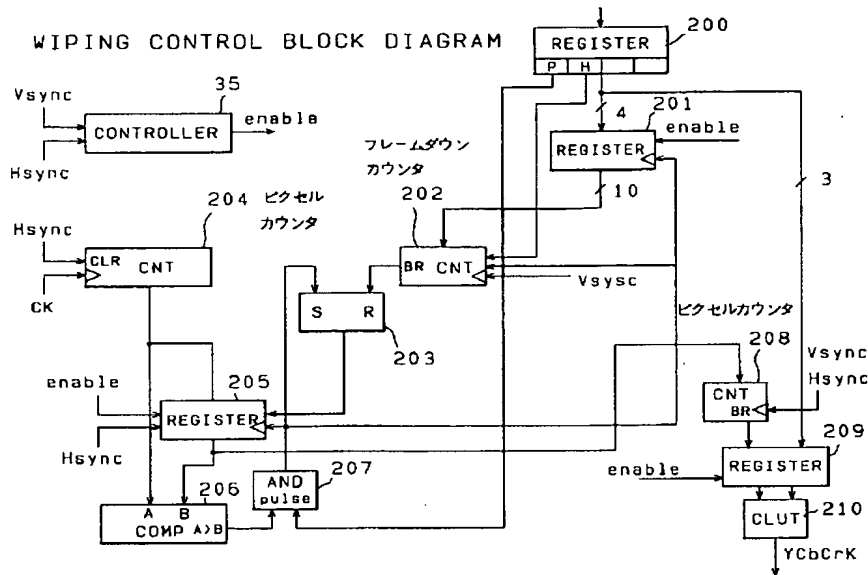 WIPING CONTROL BLOCK DIAGRAM
200
REGISTER
P H
35
Vsync
CONTROLLER
enable
Hsync
4
201
enable
REGISTER
フレームダウン
カウンタ
10
3
202
204
ピクセル
カウンタ
Hsync
CLR CNT
CK
BR CNT
Vsysc
S R
203
ピクセルカウンタ
208
Vsync
Hsync
CNT
BR
enable
205
REGISTER
Hsync
209
REGISTER
enable
207
AND
pulse
206
A B
COMP A>B
CLUT
210
YCbCrK